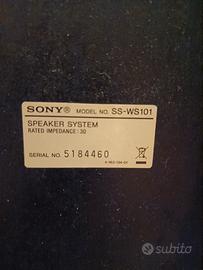 SONY® MODEL NO. SS-WS101
SPEAKER SYSTEM
RATED IMPEDANCE : 3Ω
SERIAL NO. 5184460
subito